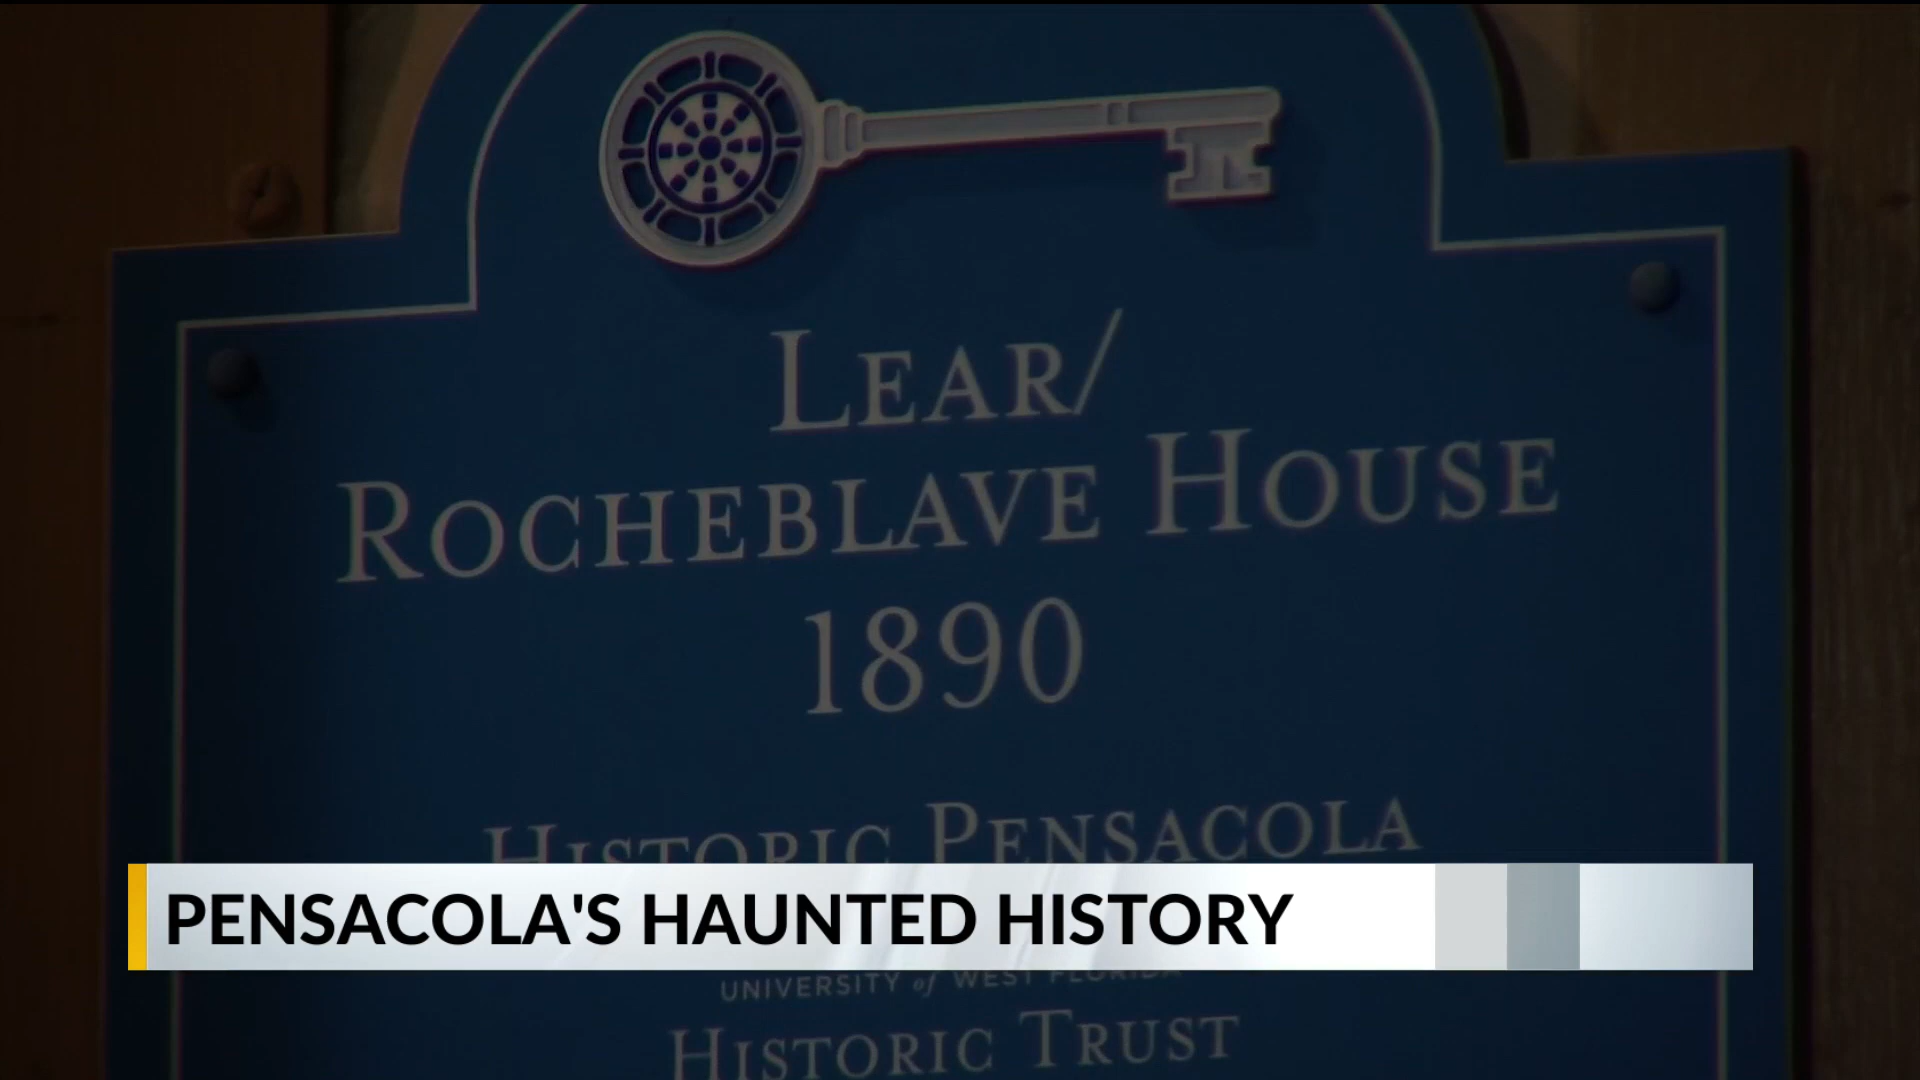 LEAR/
ROCHEBLAVE HOUSE
1890
HISTORIC PENSACOLA
PENSACOLA'S HAUNTED HISTORY
UNIVERSITY of WEST FLORIDA
HISTORIC TRUST